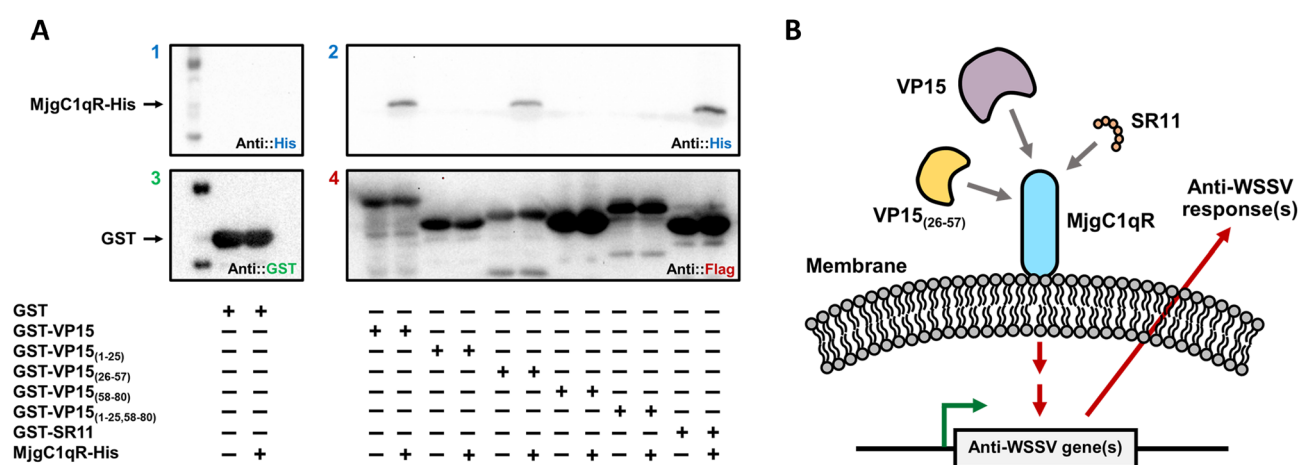 A
1
2
MjgC1qR-His
Anti::His
Anti::His
3
4
GST
Anti::GST
Anti::Flag
GST + + − − − − − − − − − − − −
GST-VP15 − − + + − − − − − − − − − −
GST-VP15(1-25) − − − − + + − − − − − − − −
GST-VP15(26-57) − − − − − − + + − − − − − −
GST-VP15(58-80) − − − − − − − − + + − − − −
GST-VP15(1-25,58-80) − − − − − − − − − − + + − −
GST-SR11 − − − − − − − − − − − − + +
MjgC1qR-His − + − + − + − + − + − + − +
B
VP15
SR11
VP15(26-57)
MjgC1qR
Anti-WSSV
response(s)
Membrane
Anti-WSSV gene(s)